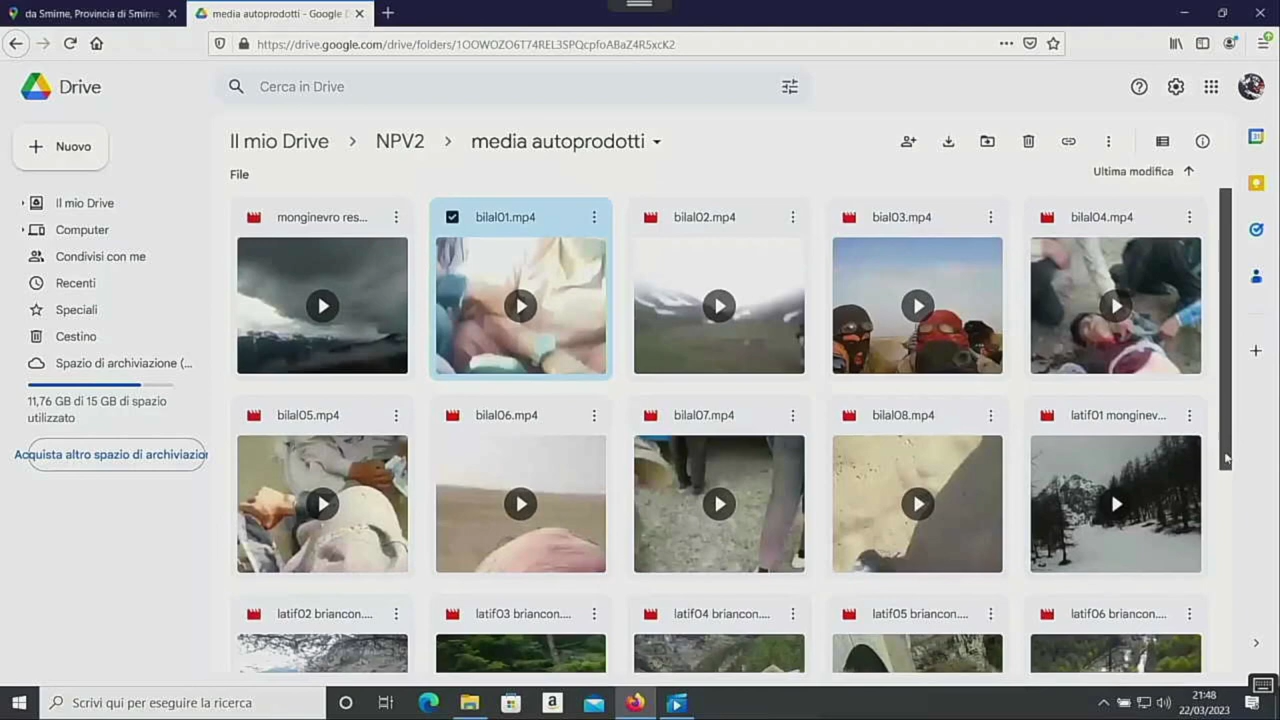 da Smirne, Provincia di Smirne,
media autoprodotti - Google D
https://drive.google.com/drive/folders/1OOWOZO6T74REL3SPQcpfoABaZ4R5xcK2
Drive
Cerca in Drive
Nuovo
Il mio Drive
NPV2
media autoprodotti
File
Ultima modifica
Il mio Drive
Computer
Condivisi con me
Recenti
Speciali
Cestino
Spazio di archiviazione (...
11,76 GB di 15 GB di spazio
utilizzato
Acquista altro spazio di archiviazion
monginevro res...
bilal01.mp4
bilal02.mp4
bial03.mp4
bilal04.mp4
bilal05.mp4
bilal06.mp4
bilal07.mp4
bilal08.mp4
latif01 monginev...
latif02 briancon....
latif03 briancon....
latif04 briancon....
latif05 briancon....
latif06 briancon....
Scrivi qui per eseguire la ricerca
21:48
22/03/2023